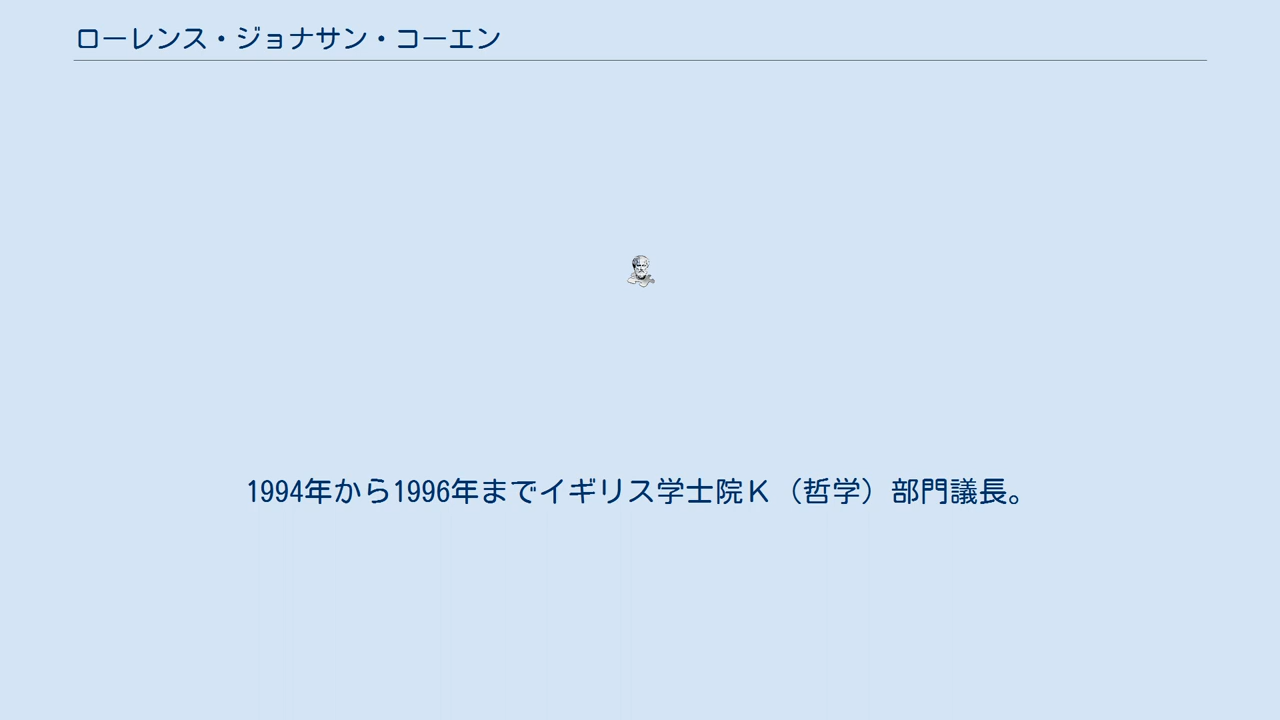 ローレンス・ジョナサン・コーエン
1994年から1996年までイギリス学士院Ｋ（哲学）部門議長。